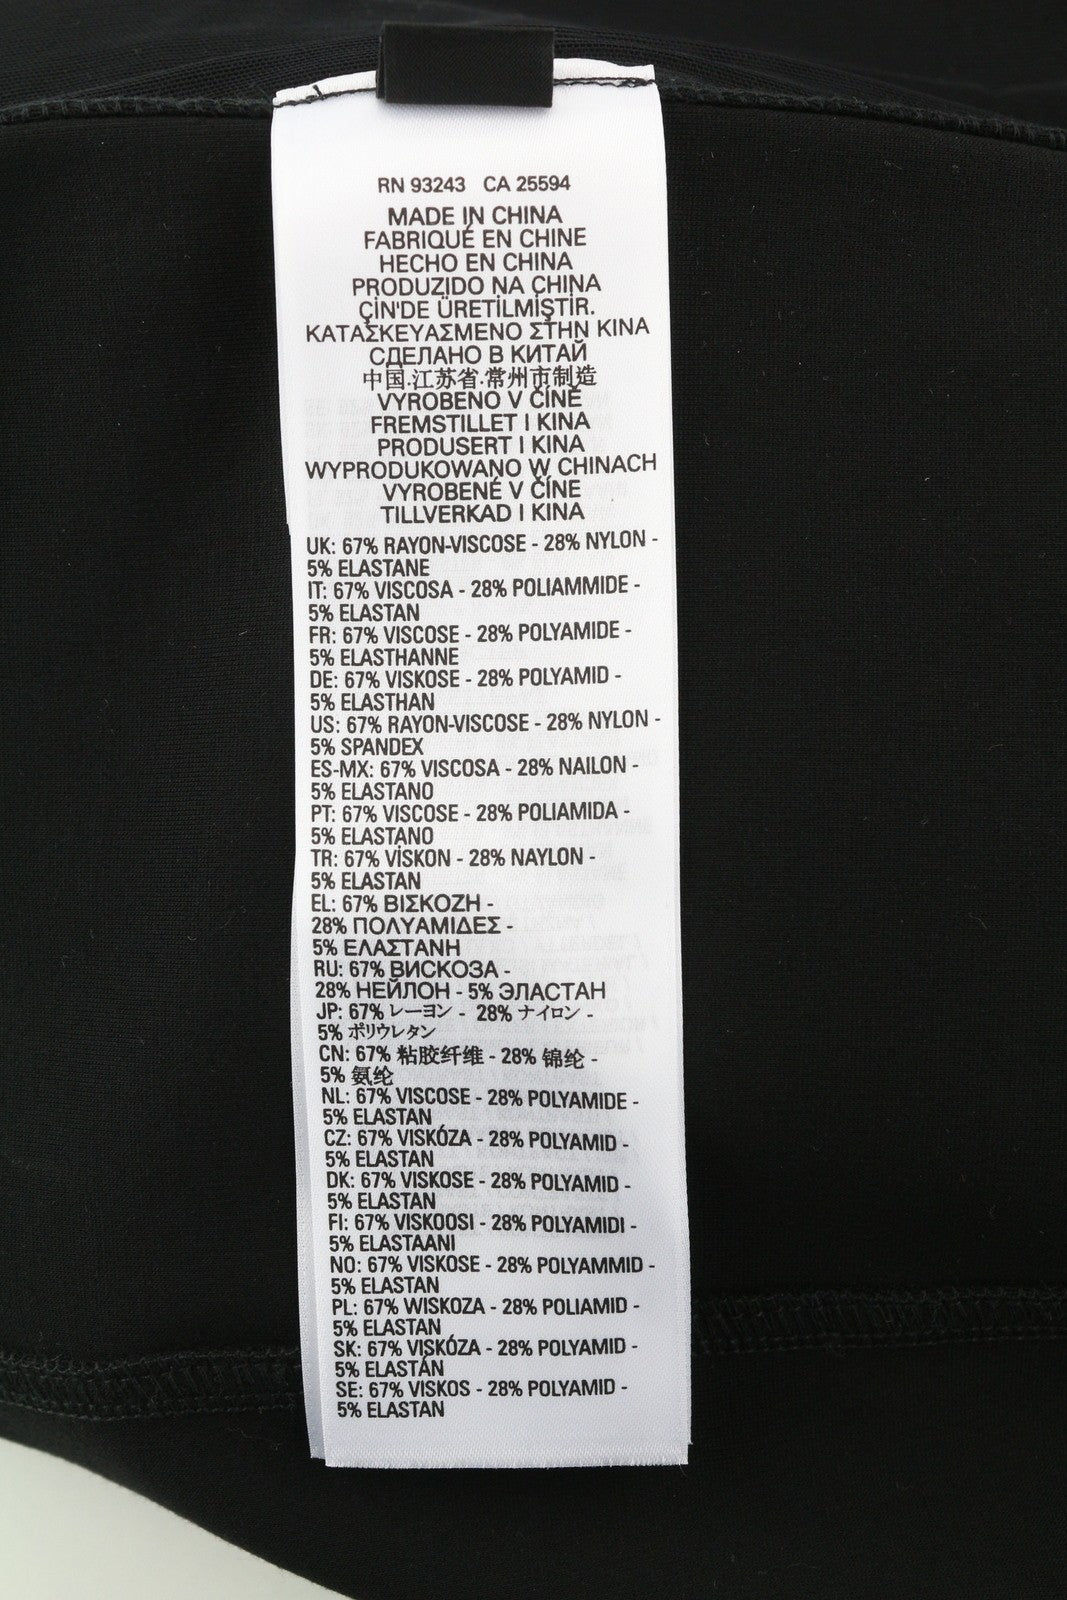 RN 93243 CA 25594
MADE IN CHINA
FABRIQUÉ EN CHINE
HECHO EN CHINA
PRODUZIDO NA CHINA
ÇİN'DE ÜRETİLMİŞTİR.
ΚΑΤΑΣΚΕΥΑΣΜΕΝΟ ΣΤΗΝ ΚΙΝΑ
СДЕЛАНО В КИТАЙ
中国.江苏省.常州市制造
VYROBENO V ČÍNĚ
FREMSTILLET I KINA
PRODUSERT I KINA
WYPRODUKOWANO W CHINACH
VYROBENÉ V ČÍNE
TILLVERKAD I KINA
UK: 67% RAYON-VISCOSE - 28% NYLON -
5% ELASTANE
IT: 67% VISCOSA - 28% POLIAMMIDE -
5% ELASTAN
FR: 67% VISCOSE - 28% POLYAMIDE -
5% ELASTHANNE
DE: 67% VISKOSE - 28% POLYAMID -
5% ELASTHAN
US: 67% RAYON-VISCOSE - 28% NYLON -
5% SPANDEX
ES-MX: 67% VISCOSA - 28% NAILON -
5% ELASTANO
PT: 67% VISCOSE - 28% POLIAMIDA -
5% ELASTANO
TR: 67% VİSKON - 28% NAYLON -
5% ELASTAN
EL: 67% ΒΙΣΚΟΖΗ -
28% ΠΟΛΥΑΜΙΔΕΣ -
5% ΕΛΑΣΤΑΝΗ
RU: 67% ВИСКОЗА -
28% НЕЙЛОН - 5% ЭЛАСТАН
JP: 67% レーヨン - 28% ナイロン -
5% ポリウレタン
CN: 67% 粘胶纤维 - 28% 锦纶 -
5% 氨纶
NL: 67% VISCOSE - 28% POLYAMIDE -
5% ELASTAN
CZ: 67% VISKÓZA - 28% POLYAMID -
5% ELASTAN
DK: 67% VISKOSE - 28% POLYAMID -
5% ELASTAN
FI: 67% VISKOOSI - 28% POLYAMIDI -
5% ELASTAANI
NO: 67% VISKOSE - 28% POLYAMMID -
5% ELASTAN
PL: 67% WISKOZA - 28% POLIAMID -
5% ELASTAN
SK: 67% VISKÓZA - 28% POLYAMID -
5% ELASTÁN
SE: 67% VISKOS - 28% POLYAMID -
5% ELASTAN